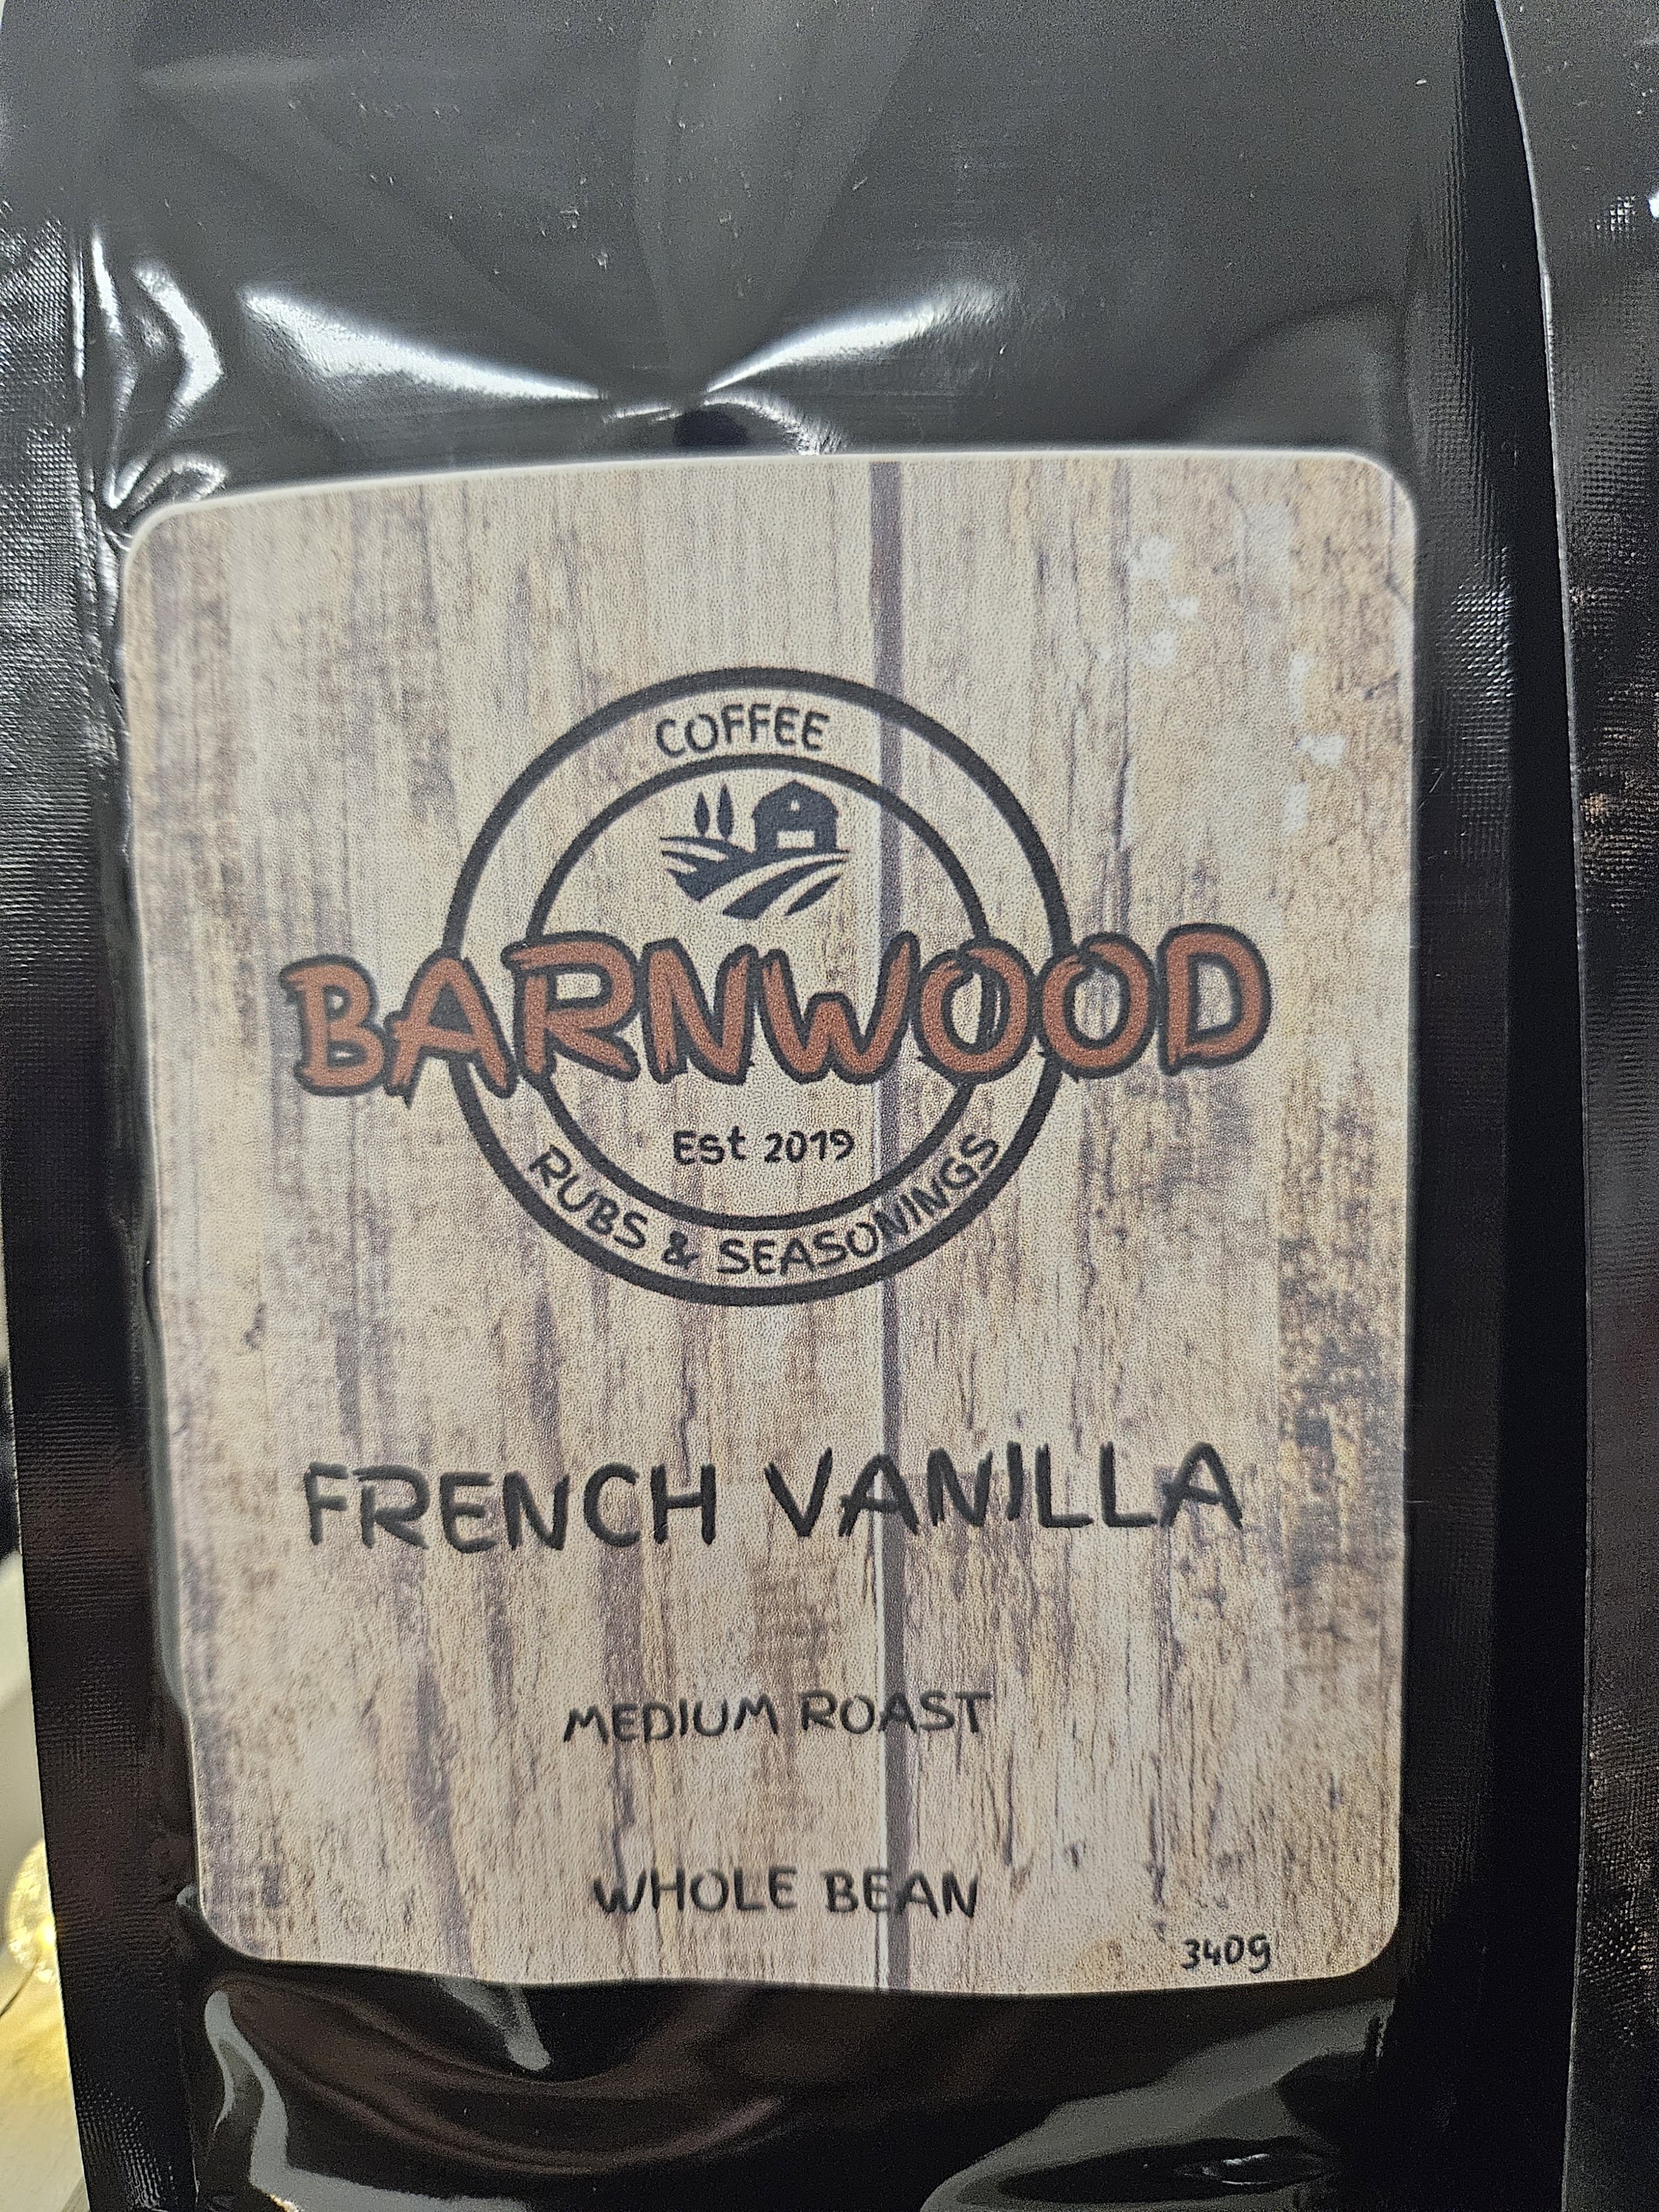 COFFEE
BARNWOOD
Est 2019
RUBS & SEASONINGS
FRENCH VANILLA
MEDIUM ROAST
WHOLE BEAN
340g